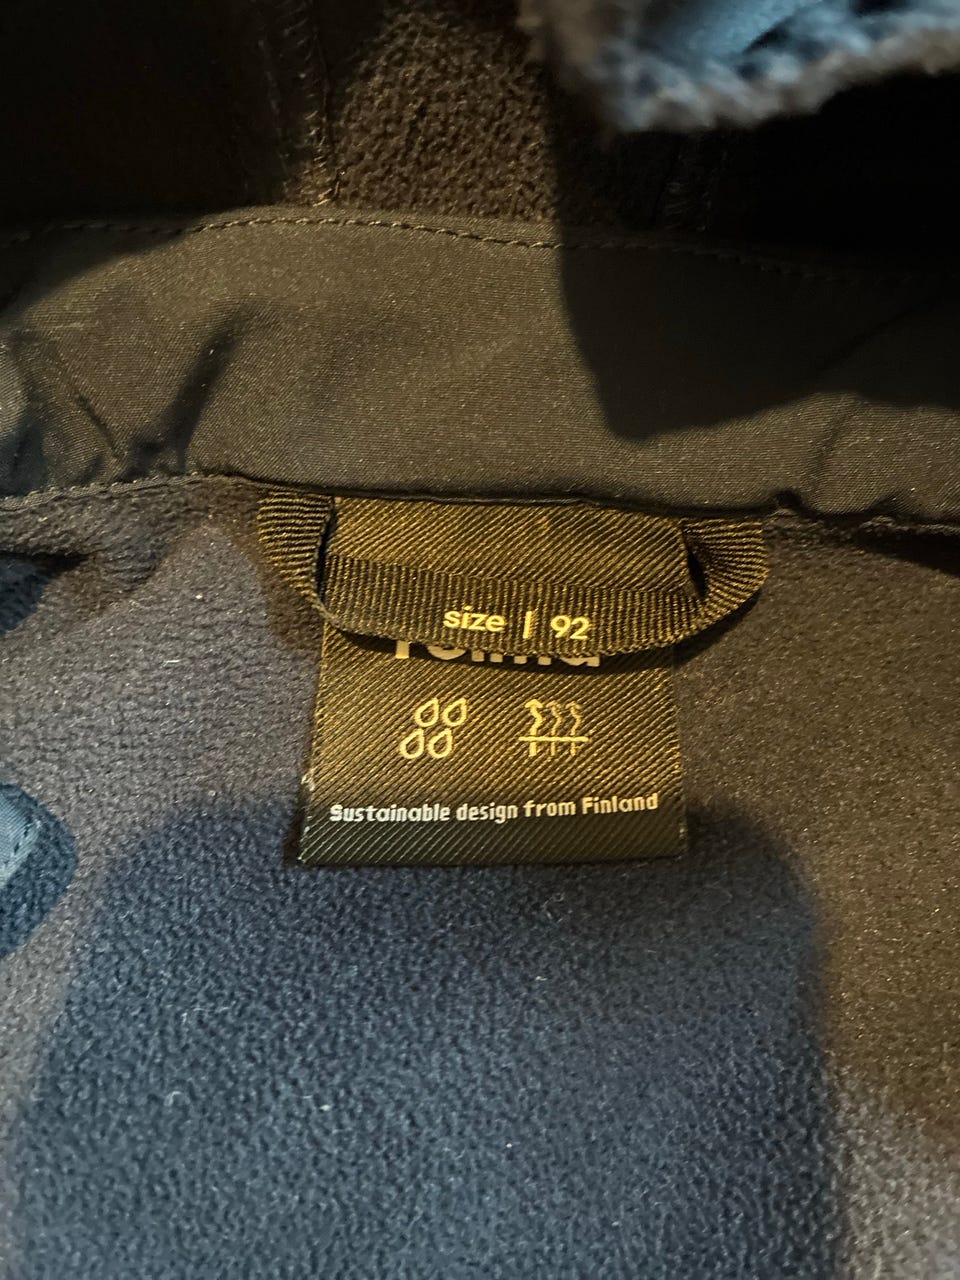 size | 92
Sustainable design from Finland